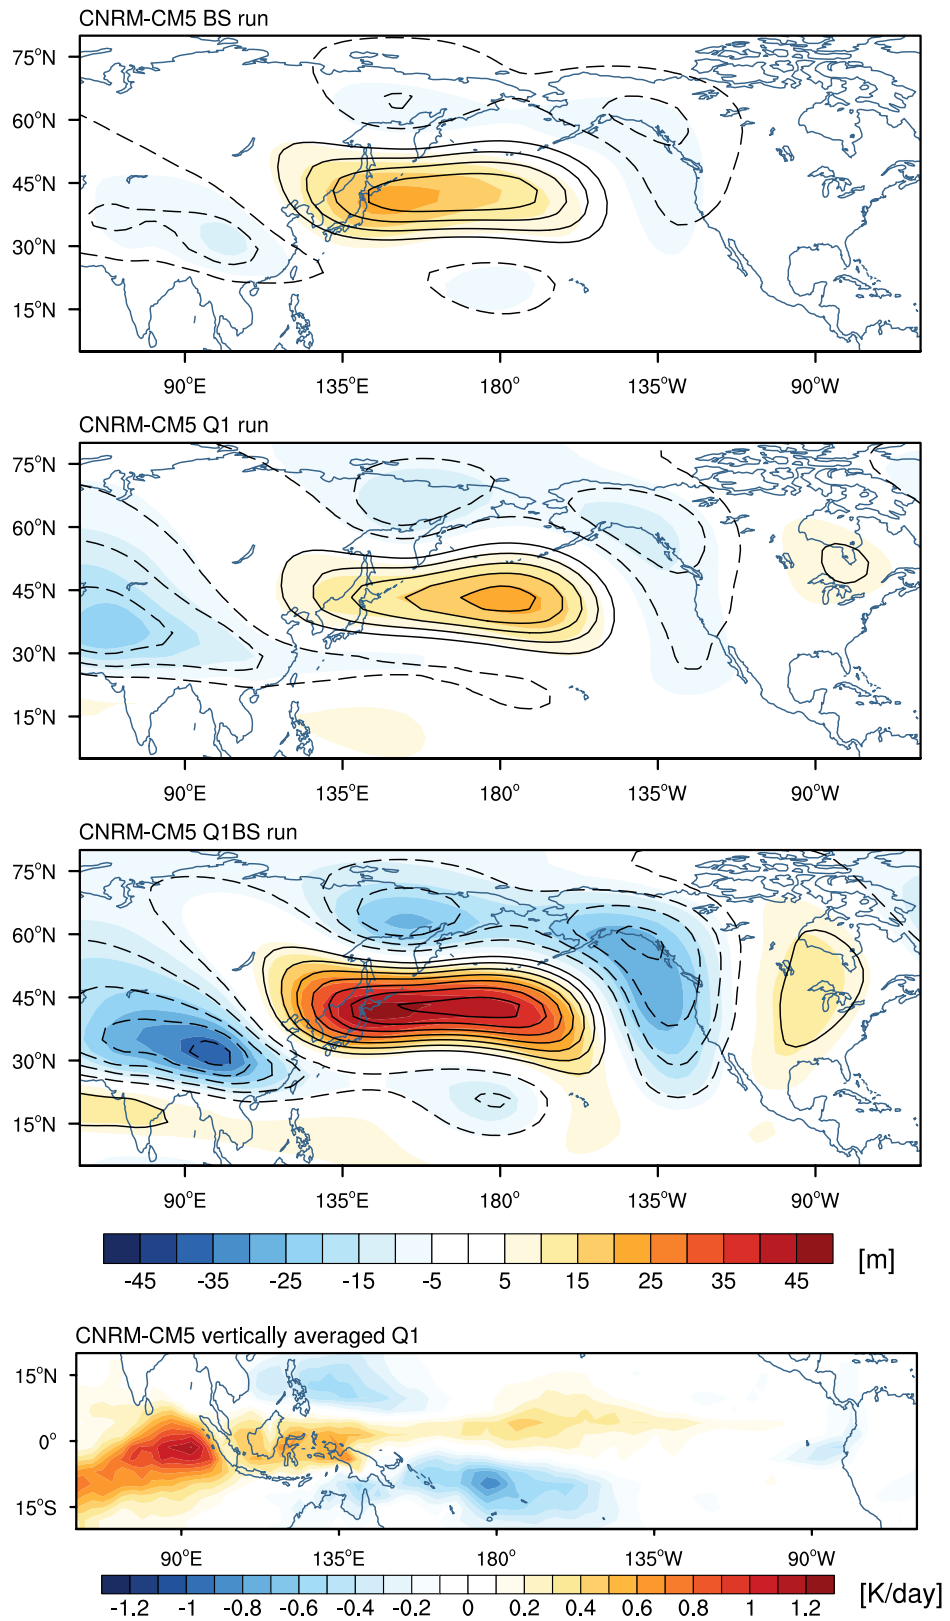 CNRM-CM5 BS run
75°N
60°N
45°N
30°N
15°N
90°E 135°E 180° 135°W 90°W
CNRM-CM5 Q1 run
75°N
60°N
45°N
30°N
15°N
90°E 135°E 180° 135°W 90°W
CNRM-CM5 Q1BS run
75°N
60°N
45°N
30°N
15°N
90°E 135°E 180° 135°W 90°W
-45 -35 -25 -15 -5 5 15 25 35 45 [m]
CNRM-CM5 vertically averaged Q1
15°N
0°
15°S
90°E 135°E 180° 135°W 90°W
-1.2 -1 -0.8 -0.6 -0.4 -0.2 0 0.2 0.4 0.6 0.8 1 1.2 [K/day]